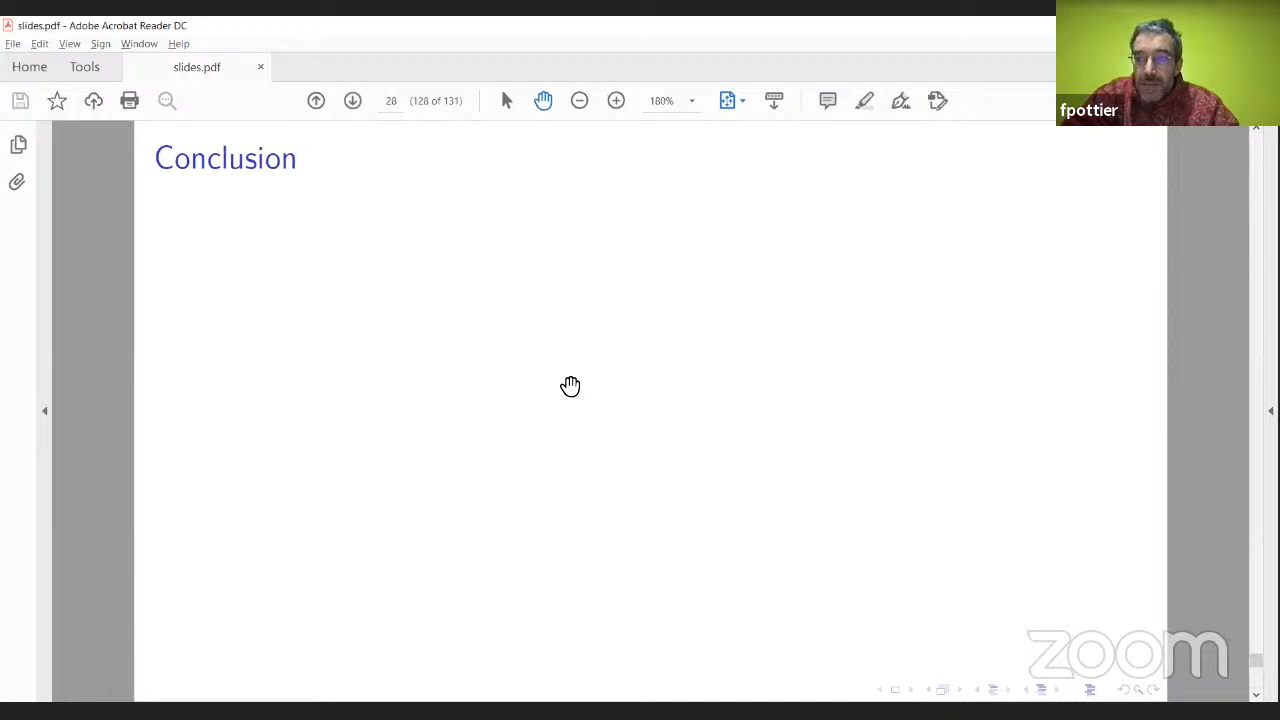 slides.pdf - Adobe Acrobat Reader DC
File Edit View Sign Window Help
Home Tools slides.pdf ×
28 (128 of 131) 180%
fpottier
Conclusion
zoom